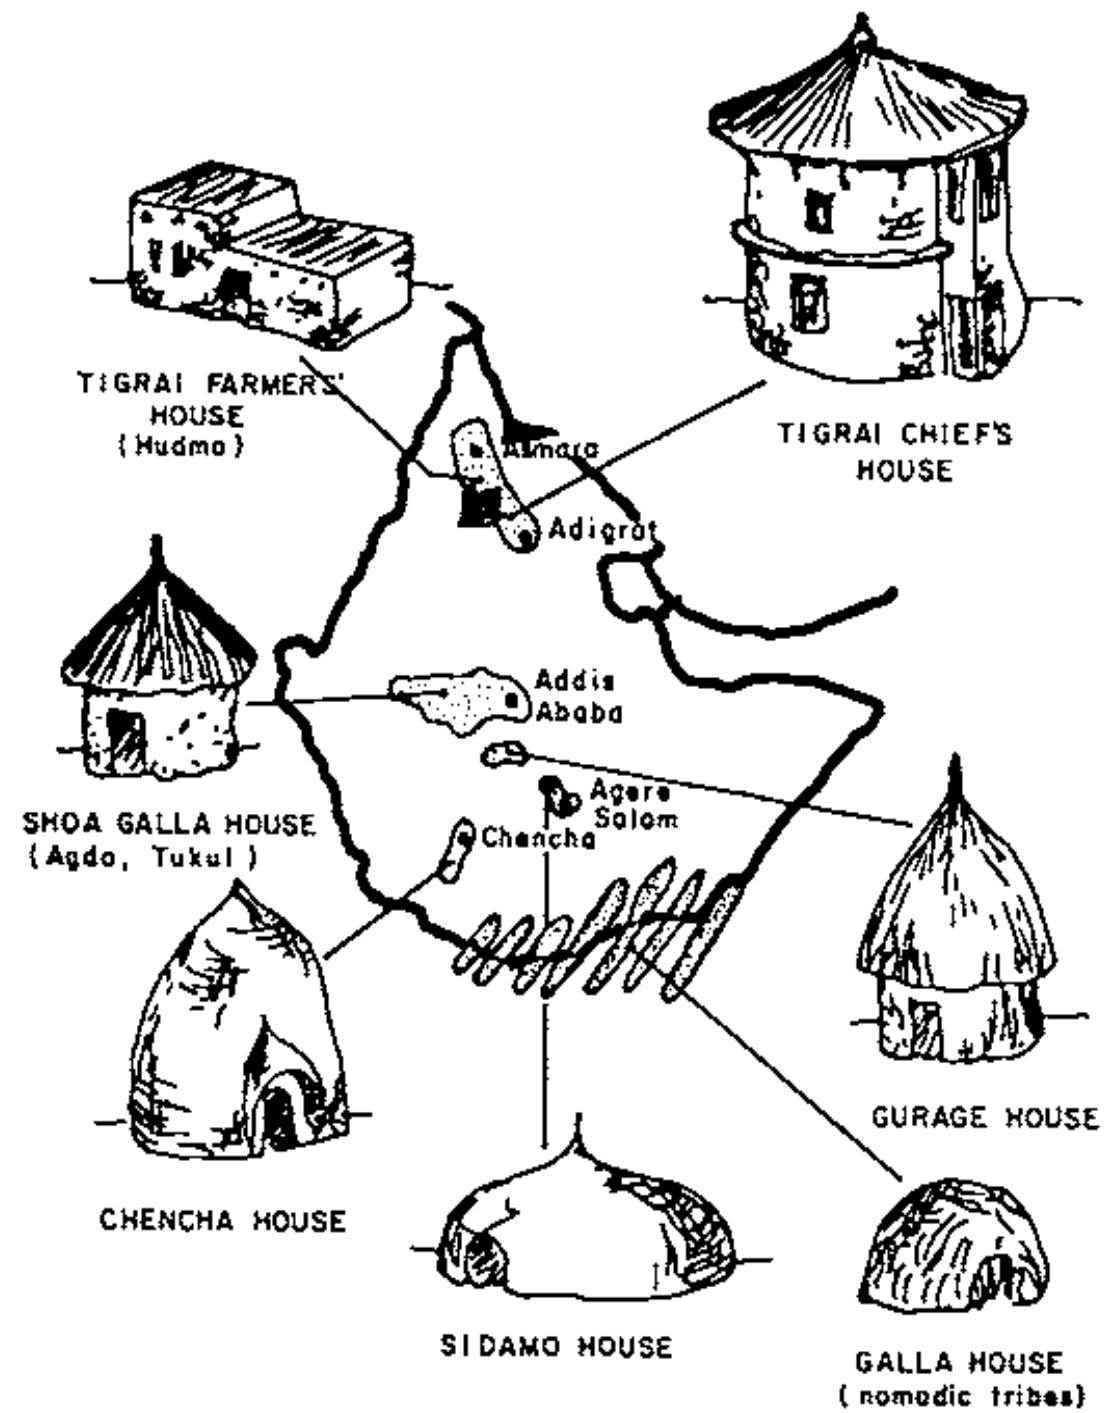 TIGRAI FARMERS'
HOUSE
(Hudmo)
TIGRAI CHIEF'S
HOUSE
Asmara
Adigrat
Addis
Ababa
SHOA GALLA HOUSE
(Agdo, Tukul)
Agere
Salam
Chencha
GURAGE HOUSE
CHENCHA HOUSE
SIDAMO HOUSE
GALLA HOUSE
(nomadic tribes)